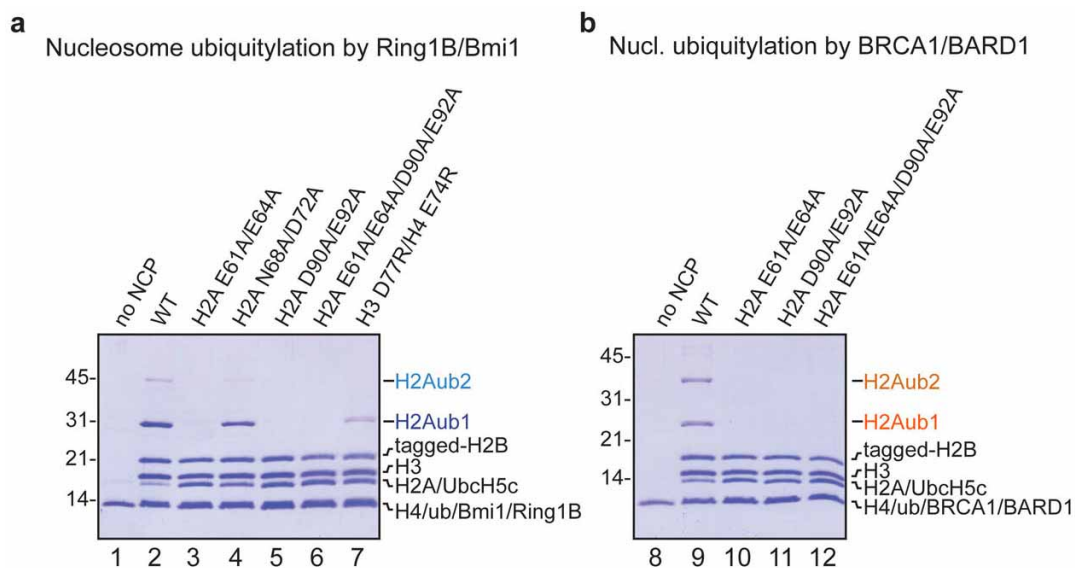 a
Nucleosome ubiquitylation by Ring1B/Bmi1
no NCP
WT
H2A E61A/E64A
H2A N68A/D72A
H2A D90A/E92A
H2A E61A/E64A/D90A/E92A
H3 D77R/H4 E74R
45-
31-
21-
14-
H2Aub2
H2Aub1
tagged-H2B
H3
H2A/UbcH5c
H4/ub/Bmi1/Ring1B
1 2 3 4 5 6 7
b
Nucl. ubiquitylation by BRCA1/BARD1
no NCP
WT
H2A E61A/E64A
H2A D90A/E92A
H2A E61A/E64A/D90A/E92A
45-
31-
21-
14-
H2Aub2
H2Aub1
tagged-H2B
H3
H2A/UbcH5c
H4/ub/BRCA1/BARD1
8 9 10 11 12